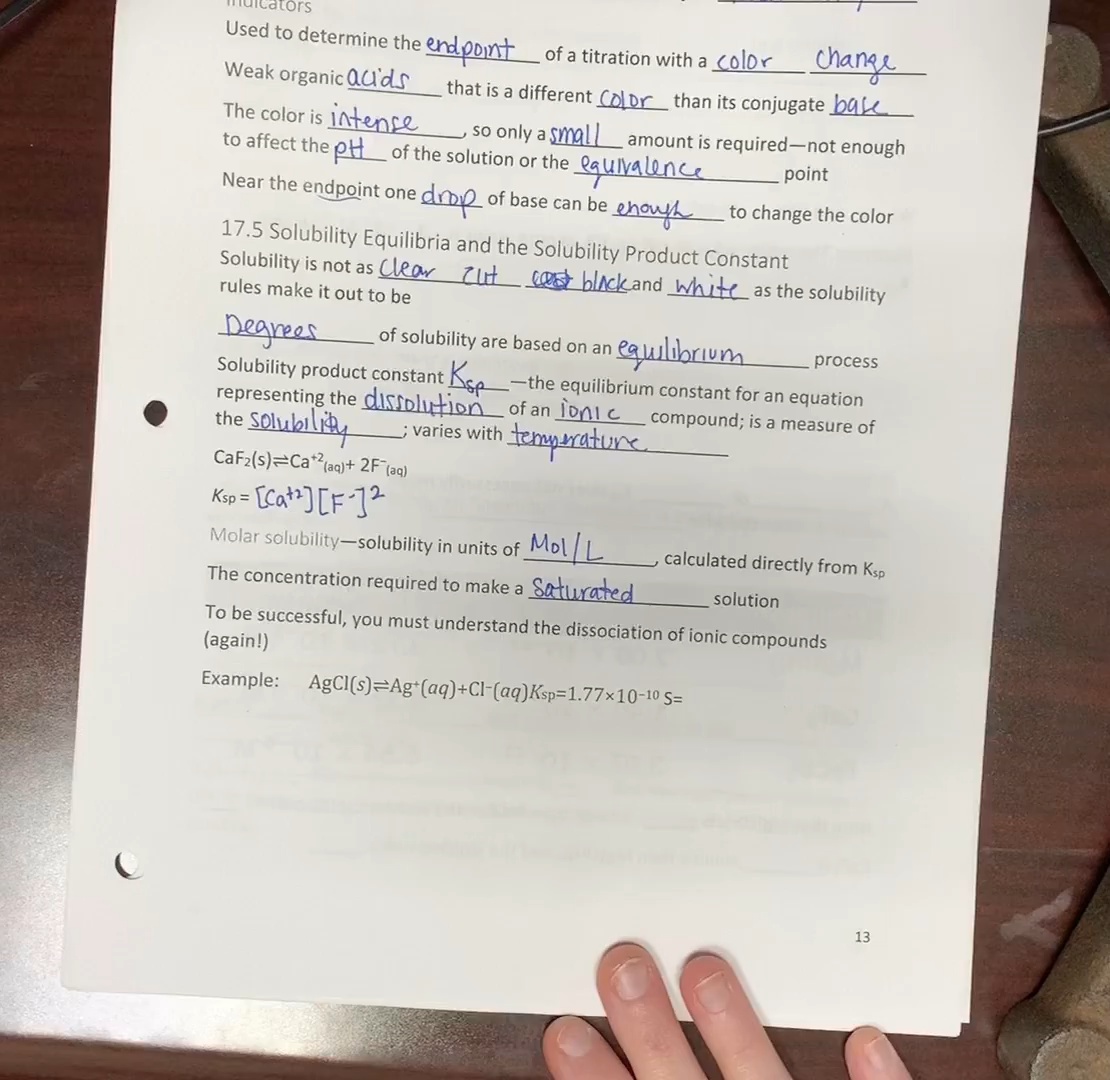 Indicators
Used to determine the endpoint of a titration with a color change
Weak organic acids that is a different color than its conjugate base
The color is intense, so only a small amount is required—not enough
to affect the pH of the solution or the equivalence point
Near the endpoint one drop of base can be enough to change the color
17.5 Solubility Equilibria and the Solubility Product Constant
Solubility is not as Clear cut black and white as the solubility
rules make it out to be
Degrees of solubility are based on an equilibrium process
Solubility product constant Ksp—the equilibrium constant for an equation
representing the dissolution of an ionic compound; is a measure of
the solubility; varies with temperature
CaF₂(s)⇌Ca⁺²(aq)+ 2F⁻(aq)
Ksp = [Ca⁺²][F⁻]²
Molar solubility—solubility in units of Mol/L, calculated directly from Ksp
The concentration required to make a Saturated solution
To be successful, you must understand the dissociation of ionic compounds
(again!)
Example: AgCl(s)⇌Ag⁺(aq)+Cl⁻(aq)Ksp=1.77×10⁻¹⁰ S=
13